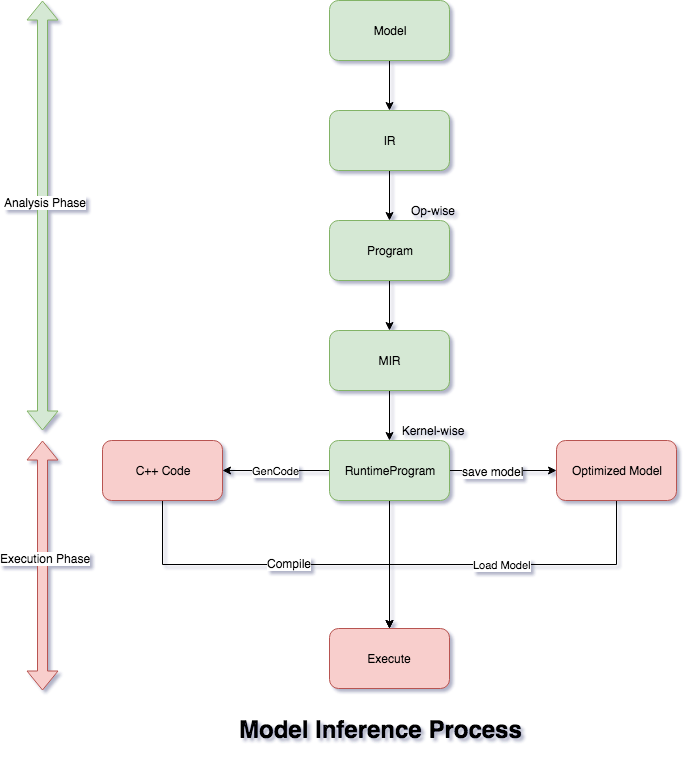 Model
IR
Analysis Phase
Op-wise
Program
MIR
Kernel-wise
C++ Code
GenCode
RuntimeProgram
save model
Optimized Model
Execution Phase
Compile
Load Model
Execute
Model Inference Process